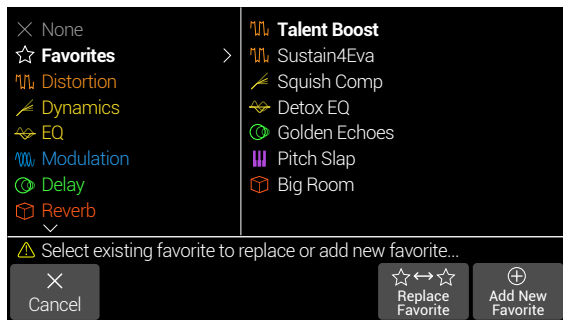 None
Favorites
Distortion
Dynamics
EQ
Modulation
Delay
Reverb
Talent Boost
Sustain4Eva
Squish Comp
Detox EQ
Golden Echoes
Pitch Slap
Big Room
Select existing favorite to replace or add new favorite...
Cancel
Replace
Favorite
Add New
Favorite